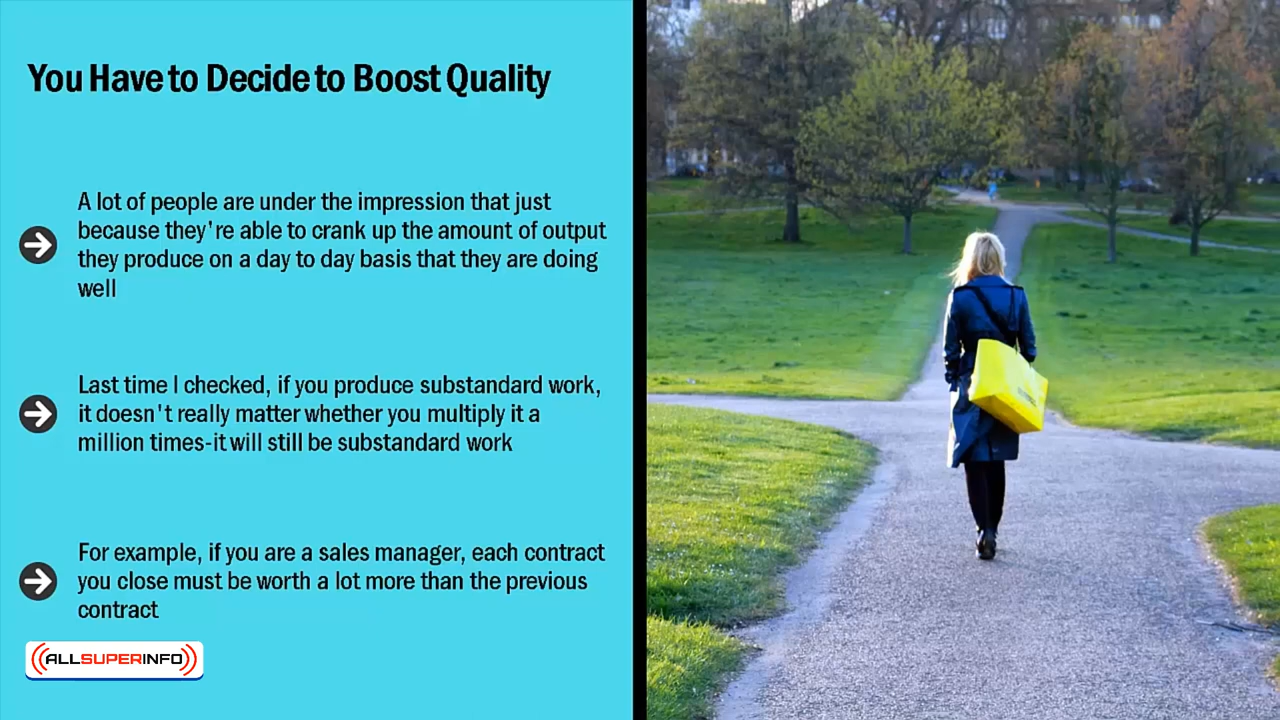 You Have to Decide to Boost Quality
A lot of people are under the impression that just
because they're able to crank up the amount of output
they produce on a day to day basis that they are doing
well
Last time I checked, if you produce substandard work,
it doesn't really matter whether you multiply it a
million times-it will still be substandard work
For example, if you are a sales manager, each contract
you close must be worth a lot more than the previous
contract
ALLSUPERINFO